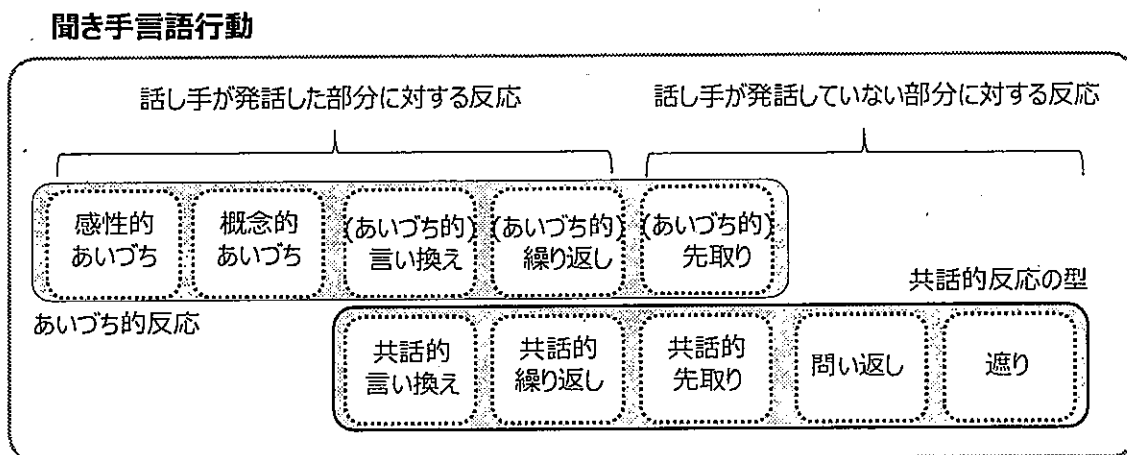 聞き手言語行動
話し手が発話した部分に対する反応
話し手が発話していない部分に対する反応
感性的
あいづち
概念的
あいづち
(あいづち的)
言い換え
(あいづち的)
繰り返し
(あいづち的)
先取り
共話的反応の型
あいづち的反応
共話的
言い換え
共話的
繰り返し
共話的
先取り
問い返し
遮り